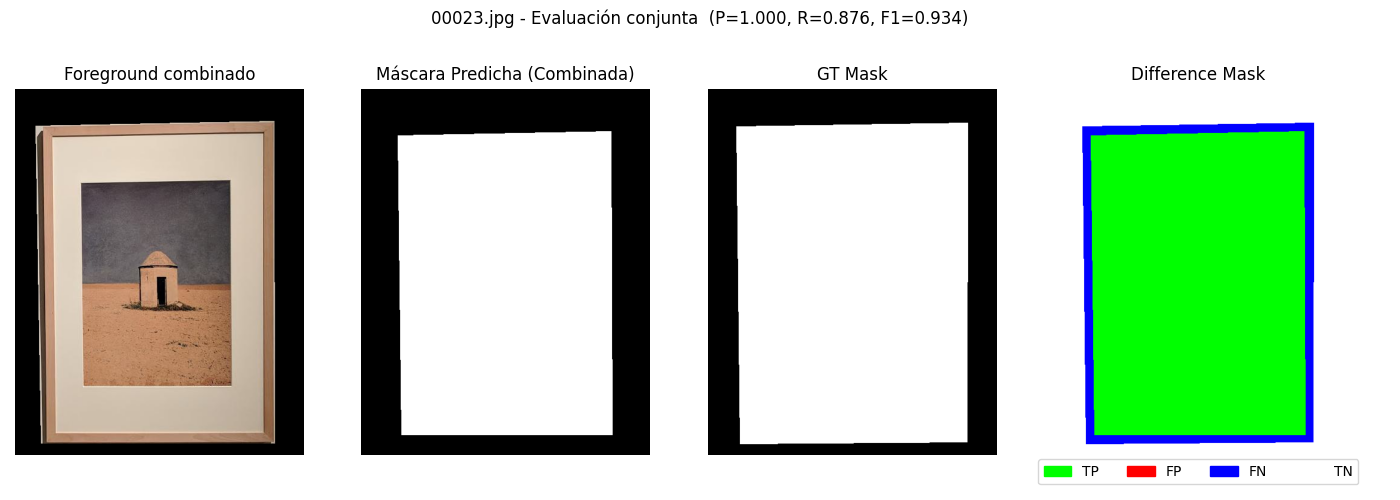 00023.jpg - Evaluación conjunta  (P=1.000, R=0.876, F1=0.934)
Foreground combinado
Máscara Predicha (Combinada)
GT Mask
Difference Mask
TP
FP
FN
TN